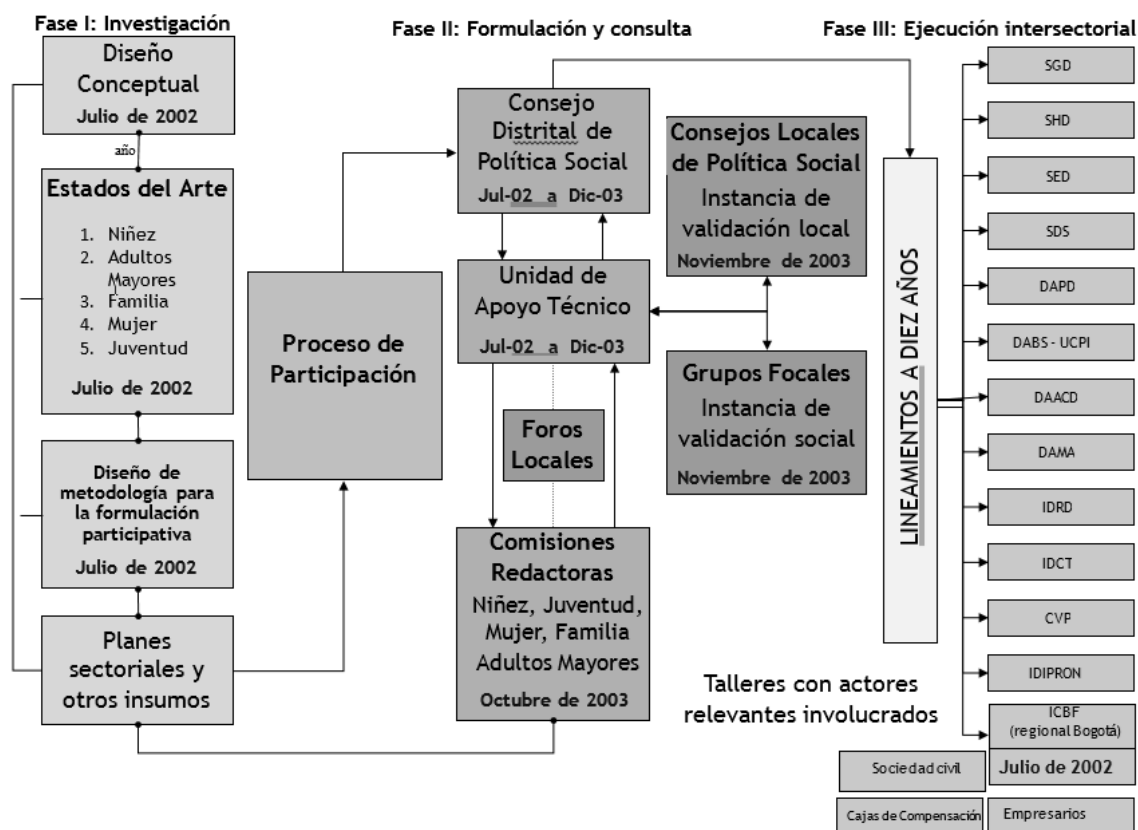 Fase I: Investigación
Diseño
Conceptual
Julio de 2002
año
Estados del Arte
1. Niñez
2. Adultos
Mayores
3. Familia
4. Mujer
5. Juventud
Julio de 2002
Diseño de
metodología para
la formulación
participativa
Julio de 2002
Planes
sectoriales y
otros insumos
Fase II: Formulación y consulta
Proceso de
Participación
Consejo
Distrital de
Política Social
Jul-02 a Dic-03
Unidad de
Apoyo Técnico
Jul-02 a Dic-03
Foros
Locales
Comisiones
Redactoras
Niñez, Juventud,
Mujer, Familia
Adultos Mayores
Octubre de 2003
Consejos Locales
de Política Social
Instancia de
validación local
Noviembre de 2003
Grupos Focales
Instancia de
validación social
Noviembre de 2003
Talleres con actores
relevantes involucrados
Fase III: Ejecución intersectorial
LINEAMIENTOS A DIEZ AÑOS
SGD
SHD
SED
SDS
DAPD
DABS - UCPI
DAACD
DAMA
IDRD
IDCT
CVP
IDIPRON
ICBF
(regional Bogotá)
Julio de 2002
Sociedad civil
Cajas de Compensación
Empresarios